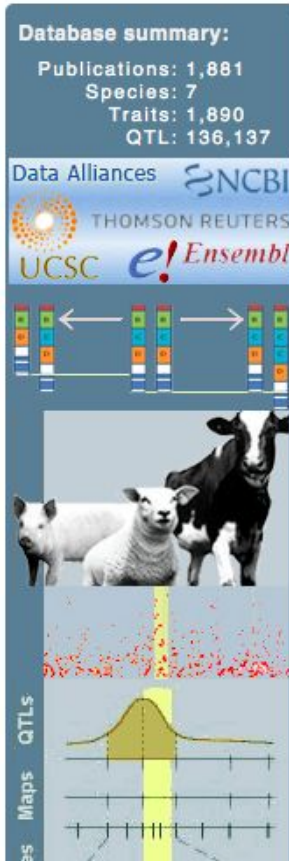 Database summary:
Publications: 1,881
Species: 7
Traits: 1,890
QTL: 136,137
Data Alliances
NCBI
THOMSON REUTERS
UCSC
e! Ensembl
QTLs
Maps
es